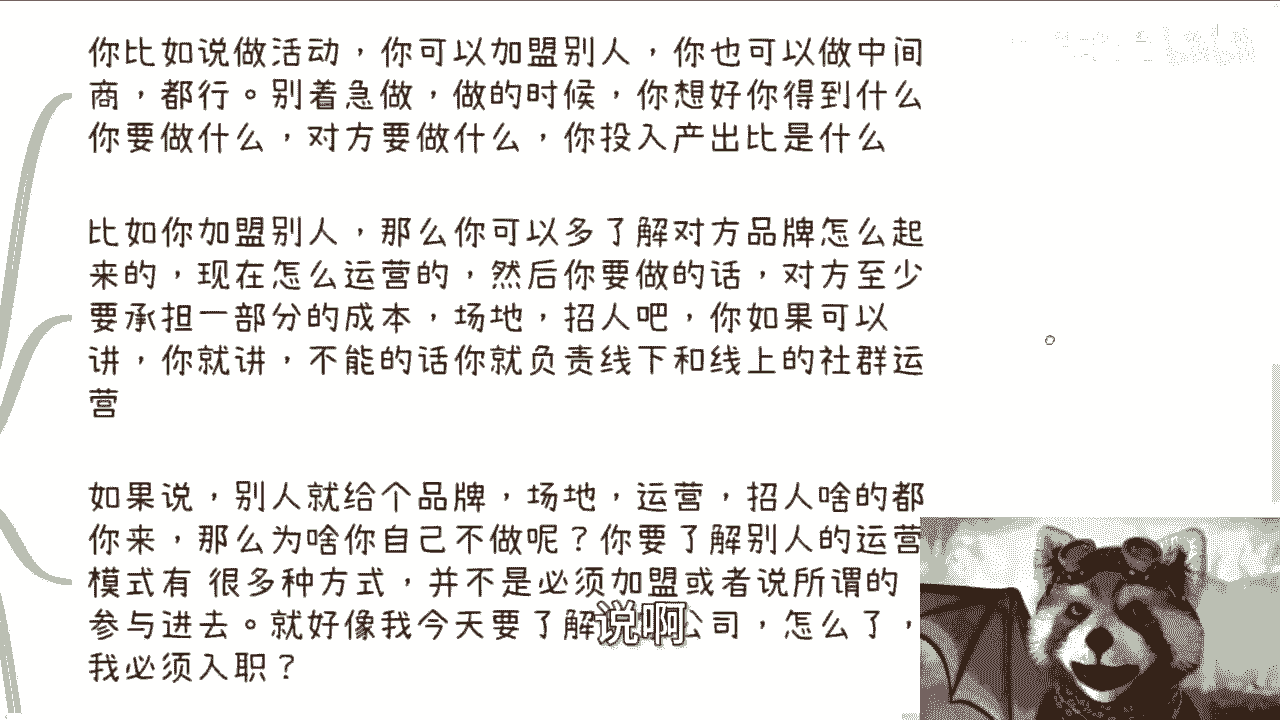 你比如说做活动，你可以加盟别人，你也可以做中间
商，都行。别着急做，做的时候，你想好你得到什么
你要做什么，对方要做什么，你投入产出比是什么
比如你加盟别人，那么你可以多了解对方品牌怎么起
来的，现在怎么运营的，然后你要做的话，对方至少
要承担一部分的成本，场地，招人吧，你如果可以
讲，你就讲，不能的话你就负责线下和线上的社群运
营
如果说，别人就给个品牌，场地，运营，招人啥的都
你来，那么为啥你自己不做呢？你要了解别人的运营
模式有 很多种方式，并不是必须加盟或者说所谓的
参与进去。就好像我今天要了解公司，怎么了，
我必须入职？
说啊